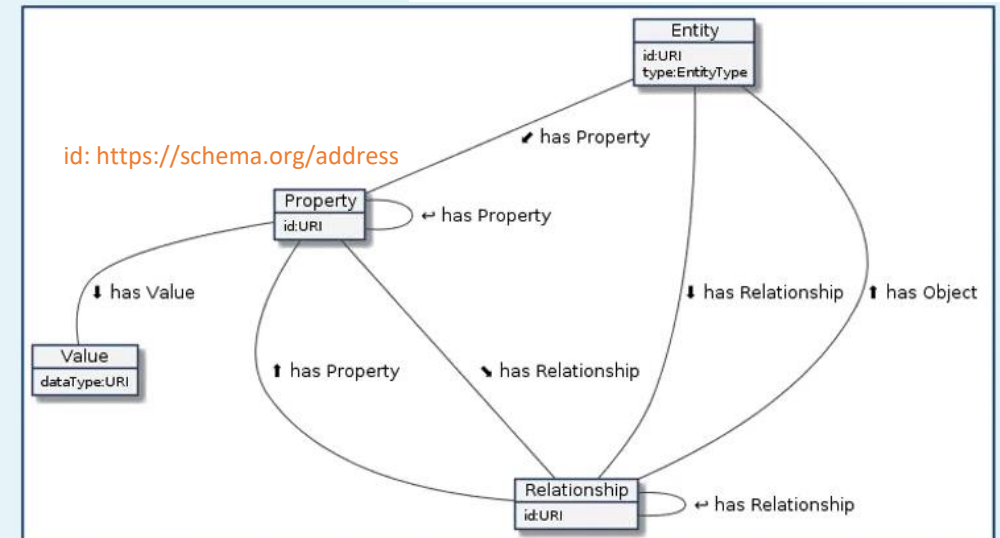 Entity
id:URI
type:EntityType
⬋ has Property
id: https://schema.org/address
Property
id:URI
↩ has Property
⬇ has Value
⬇ has Relationship
⬆ has Object
Value
dataType:URI
⬆ has Property
⬊ has Relationship
Relationship
id:URI
↩ has Relationship